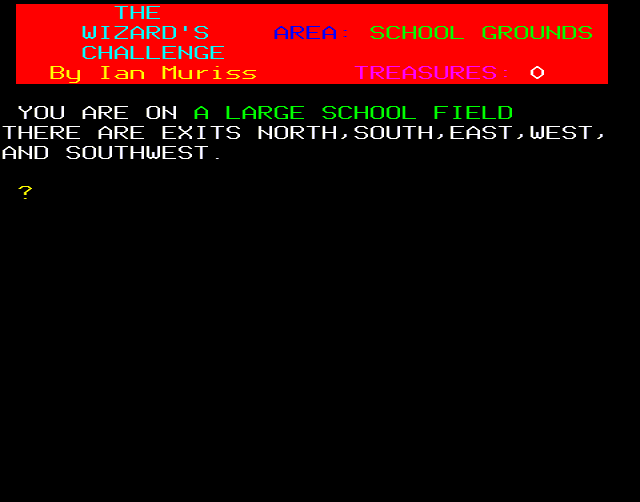 THE
WIZARD'S AREA: SCHOOL GROUNDS
CHALLENGE
By Ian Muriss TREASURES: 0
YOU ARE ON A LARGE SCHOOL FIELD
THERE ARE EXITS NORTH,SOUTH,EAST,WEST,
AND SOUTHWEST.
?